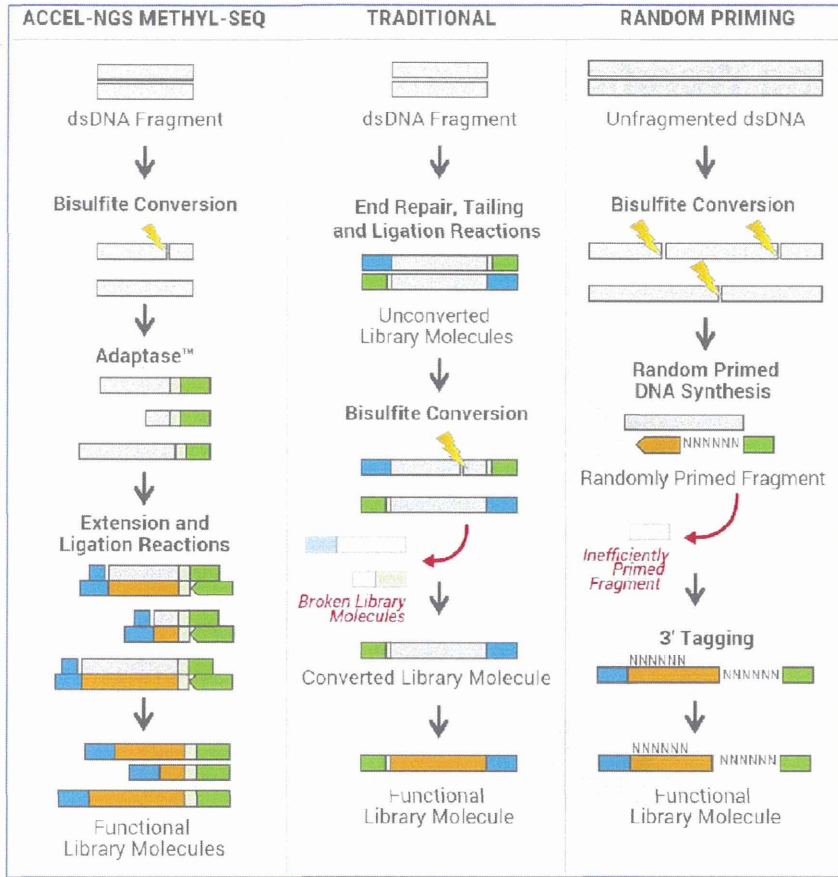 ACCEL-NGS METHYL-SEQ
dsDNA Fragment
Bisulfite Conversion
Adaptase™
Extension and
Ligation Reactions
Functional
Library Molecules
TRADITIONAL
dsDNA Fragment
End Repair, Tailing
and Ligation Reactions
Unconverted
Library Molecules
Bisulfite Conversion
Broken Library
Molecules
Converted Library Molecule
Functional
Library Molecule
RANDOM PRIMING
Unfragmented dsDNA
Bisulfite Conversion
Random Primed
DNA Synthesis
NNNNNN
Randomly Primed Fragment
Inefficiently
Primed
Fragment
3' Tagging
NNNNNN
NNNNNN
NNNNNN
NNNNNN
Functional
Library Molecule